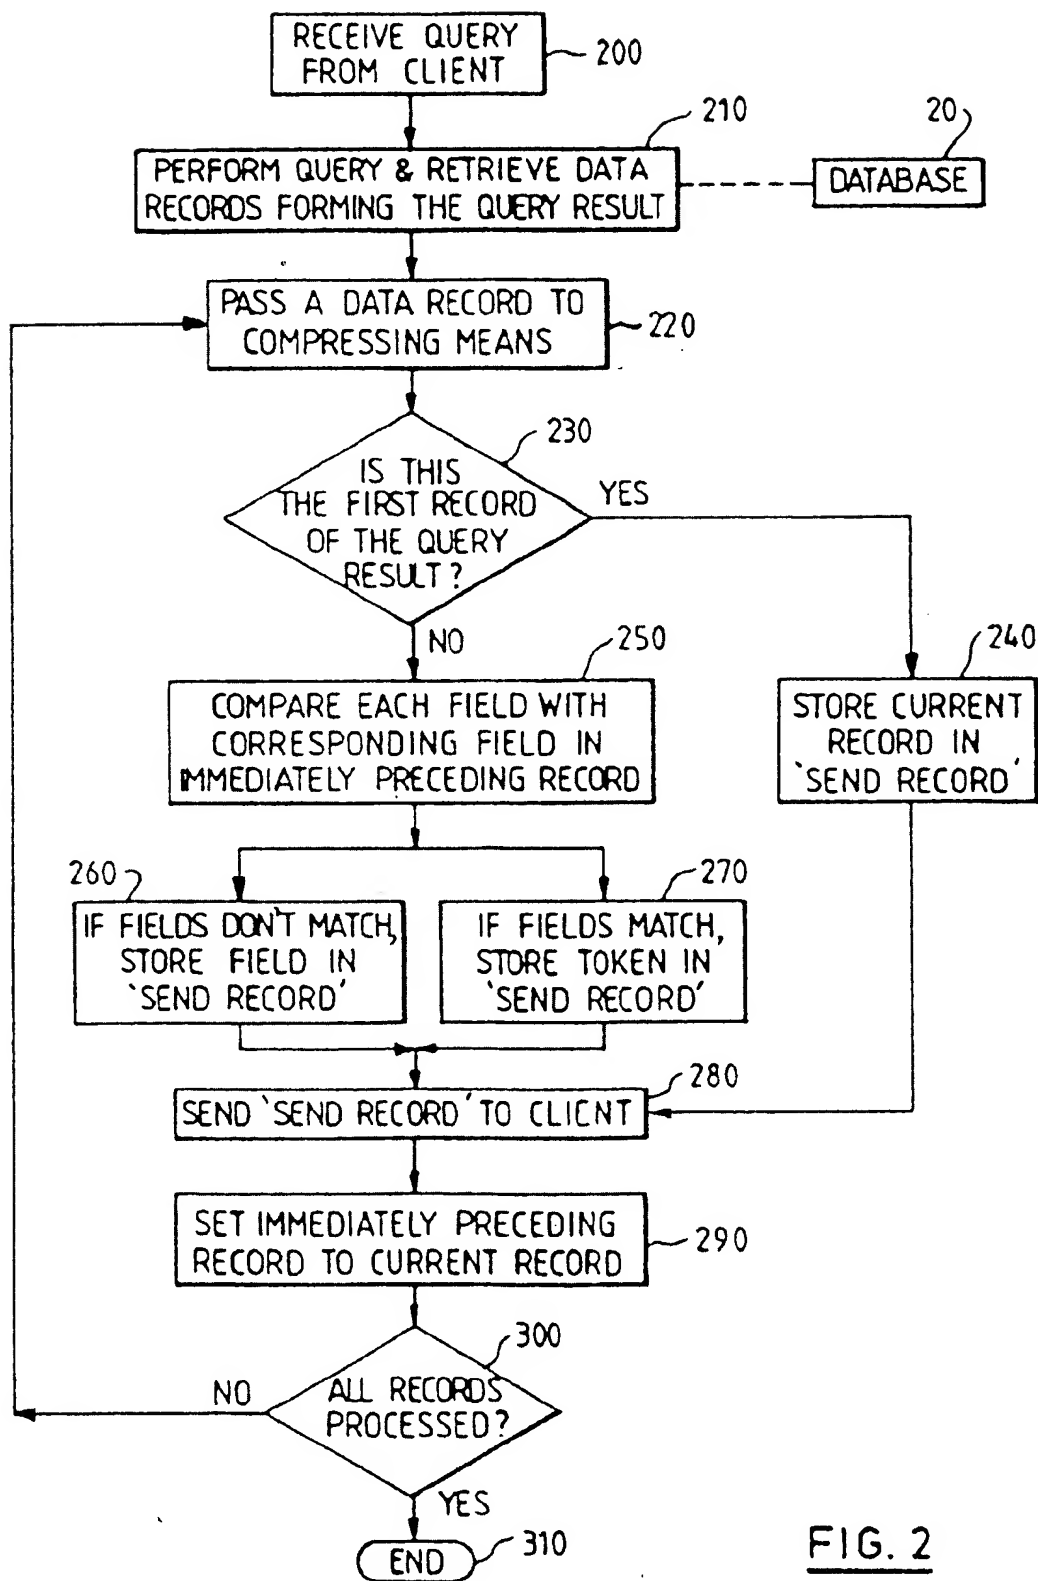 RECEIVE QUERY
FROM CLIENT
200
210
20
PERFORM QUERY & RETRIEVE DATA
RECORDS FORMING THE QUERY RESULT
DATABASE
PASS A DATA RECORD TO
COMPRESSING MEANS
220
230
IS THIS
THE FIRST RECORD
OF THE QUERY
RESULT?
YES
NO
250
240
COMPARE EACH FIELD WITH
CORRESPONDING FIELD IN
IMMEDIATELY PRECEDING RECORD
STORE CURRENT
RECORD IN
'SEND RECORD'
260
270
IF FIELDS DON'T MATCH,
STORE FIELD IN
'SEND RECORD'
IF FIELDS MATCH,
STORE TOKEN IN
'SEND RECORD'
280
SEND 'SEND RECORD' TO CLIENT
SET IMMEDIATELY PRECEDING
RECORD TO CURRENT RECORD
290
300
ALL RECORDS
PROCESSED?
NO
YES
END
310
FIG. 2